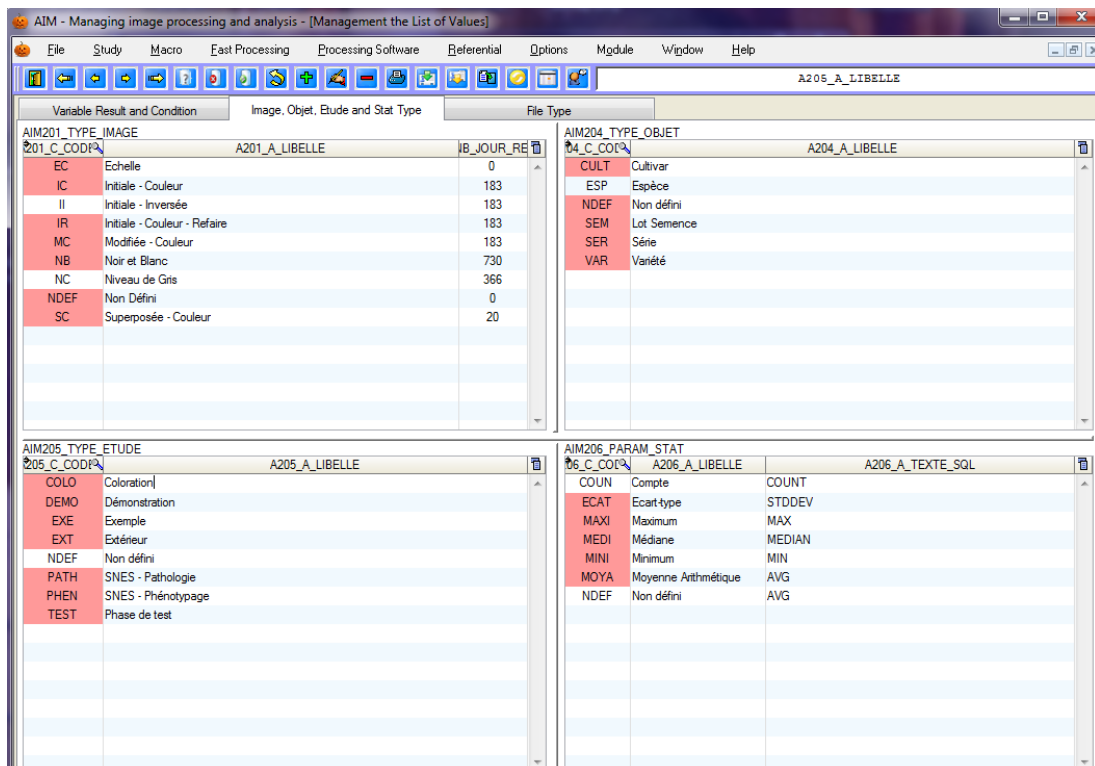 AIM - Managing image processing and analysis - [Management the List of Values]
File Study Macro Fast Processing Processing Software Referential Options Module Window Help
A205_A_LIBELLE
Variable Result and Condition Image, Objet, Etude and Stat Type File Type
AIM201_TYPE_IMAGE
201_C_CODE A201_A_LIBELLE NB_JOUR_RE
EC Echelle 0
IC Initiale - Couleur 183
II Initiale - Inversée 183
IR Initiale - Couleur - Refaire 183
MC Modifiée - Couleur 183
NB Noir et Blanc 730
NC Niveau de Gris 366
NDEF Non Défini 0
SC Superposée - Couleur 20
AIM204_TYPE_OBJET
04_C_COD A204_A_LIBELLE
CULT Cultivar
ESP Espèce
NDEF Non défini
SEM Lot Semence
SER Série
VAR Variété
AIM205_TYPE_ETUDE
205_C_CODE A205_A_LIBELLE
COLO Coloration
DEMO Démonstration
EXE Exemple
EXT Extérieur
NDEF Non défini
PATH SNES - Pathologie
PHEN SNES - Phénotypage
TEST Phase de test
AIM206_PARAM_STAT
06_C_COD A206_A_LIBELLE A206_A_TEXTE_SQL
COUN Compte COUNT
ECAT Ecart-type STDDEV
MAXI Maximum MAX
MEDI Médiane MEDIAN
MINI Minimum MIN
MOYA Moyenne Arithmétique AVG
NDEF Non défini AVG